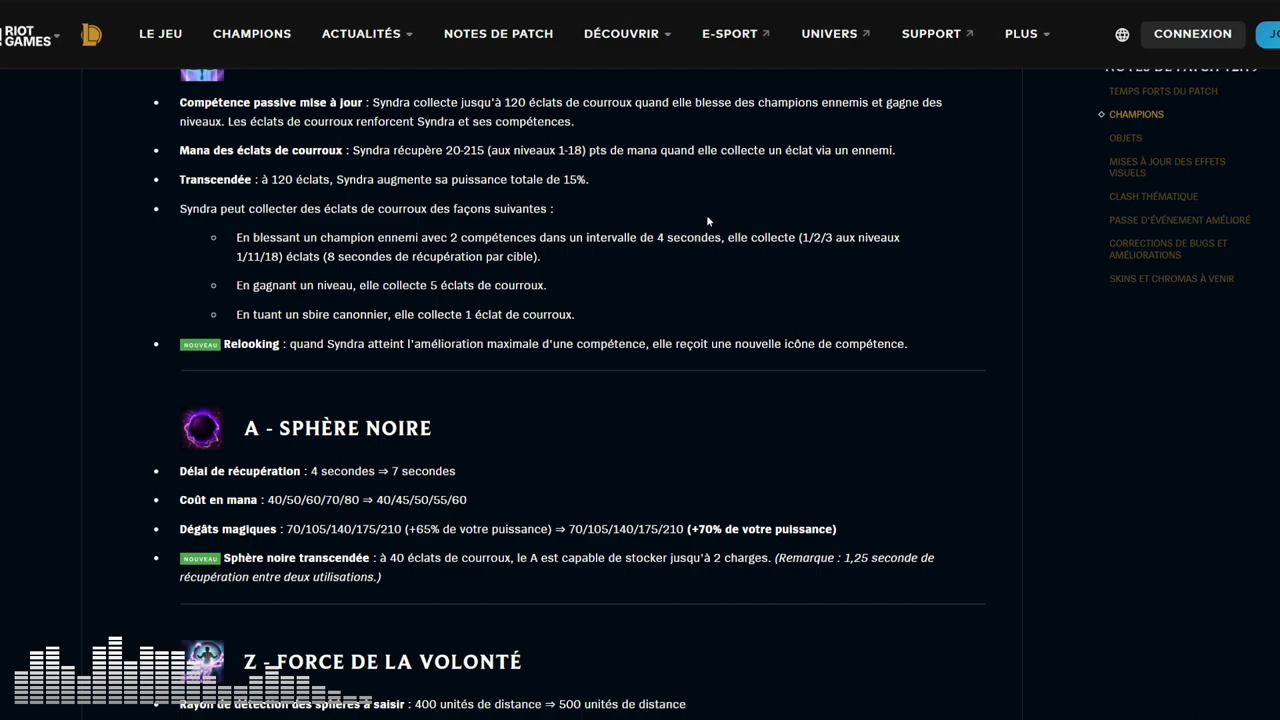 RIOT GAMES
LE JEU
CHAMPIONS
ACTUALITÉS
NOTES DE PATCH
DÉCOUVRIR
E-SPORT
UNIVERS
SUPPORT
PLUS
CONNEXION
Compétence passive mise à jour : Syndra collecte jusqu'à 120 éclats de courroux quand elle blesse des champions ennemis et gagne des
niveaux. Les éclats de courroux renforcent Syndra et ses compétences.
Mana des éclats de courroux : Syndra récupère 20-215 (aux niveaux 1-18) pts de mana quand elle collecte un éclat via un ennemi.
Transcendée : à 120 éclats, Syndra augmente sa puissance totale de 15%.
Syndra peut collecter des éclats de courroux des façons suivantes :
En blessant un champion ennemi avec 2 compétences dans un intervalle de 4 secondes, elle collecte (1/2/3 aux niveaux
1/11/18) éclats (8 secondes de récupération par cible).
En gagnant un niveau, elle collecte 5 éclats de courroux.
En tuant un sbire canonnier, elle collecte 1 éclat de courroux.
NOUVEAU Relooking : quand Syndra atteint l'amélioration maximale d'une compétence, elle reçoit une nouvelle icône de compétence.
A - SPHÈRE NOIRE
Délai de récupération : 4 secondes ⇒ 7 secondes
Coût en mana : 40/50/60/70/80 ⇒ 40/45/50/55/60
Dégâts magiques : 70/105/140/175/210 (+65% de votre puissance) ⇒ 70/105/140/175/210 (+70% de votre puissance)
NOUVEAU Sphère noire transcendée : à 40 éclats de courroux, le A est capable de stocker jusqu'à 2 charges. (Remarque : 1,25 seconde de
récupération entre deux utilisations.)
Z - FORCE DE LA VOLONTÉ
Rayon de détection des sphères à saisir : 400 unités de distance ⇒ 500 unités de distance
NOTES DE PATCH 12.19
TEMPS FORTS DU PATCH
CHAMPIONS
OBJETS
MISES À JOUR DES EFFETS
VISUELS
CLASH THÉMATIQUE
PASSE D'ÉVÉNEMENT AMÉLIORÉ
CORRECTIONS DE BUGS ET
AMÉLIORATIONS
SKINS ET CHROMAS À VENIR